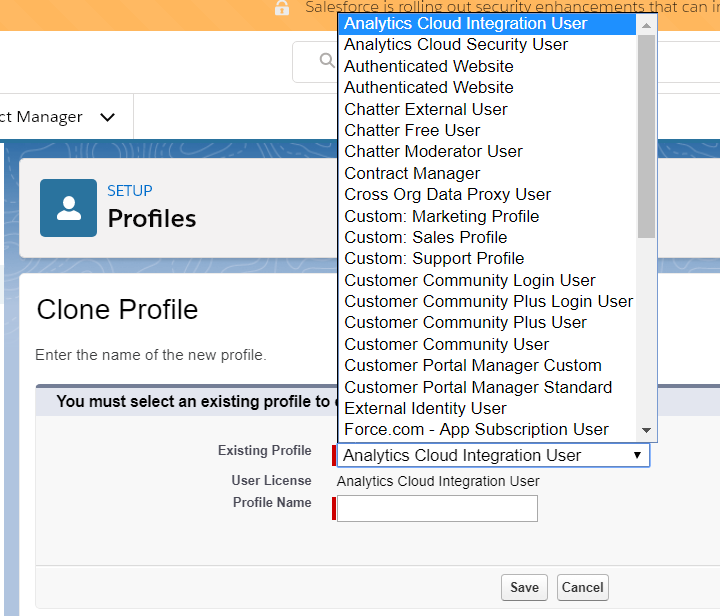 Salesforce is rolling out security enhancements that can i
ct Manager
SETUP
Profiles
Clone Profile
Enter the name of the new profile.
You must select an existing profile to
Analytics Cloud Integration User
Analytics Cloud Security User
Authenticated Website
Authenticated Website
Chatter External User
Chatter Free User
Chatter Moderator User
Contract Manager
Cross Org Data Proxy User
Custom: Marketing Profile
Custom: Sales Profile
Custom: Support Profile
Customer Community Login User
Customer Community Plus Login User
Customer Community Plus User
Customer Community User
Customer Portal Manager Custom
Customer Portal Manager Standard
External Identity User
Force.com - App Subscription User
Existing Profile Analytics Cloud Integration User
User License Analytics Cloud Integration User
Profile Name
Save Cancel